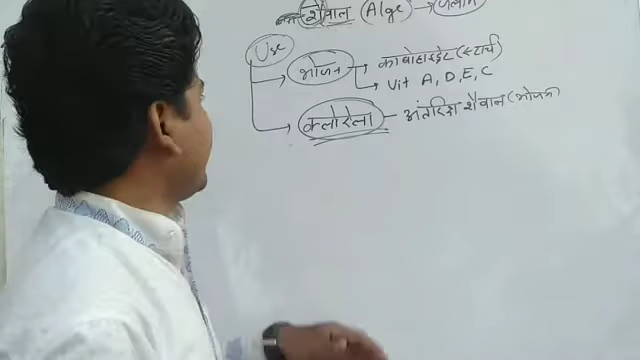 शैवाल (Alge) →
Use
भोजन → कार्बोहाइड्रेट (स्टार्च)
→ Vit A, D, E, C
क्लोरेला – अंतरिक्ष शैवाल (भोजन)